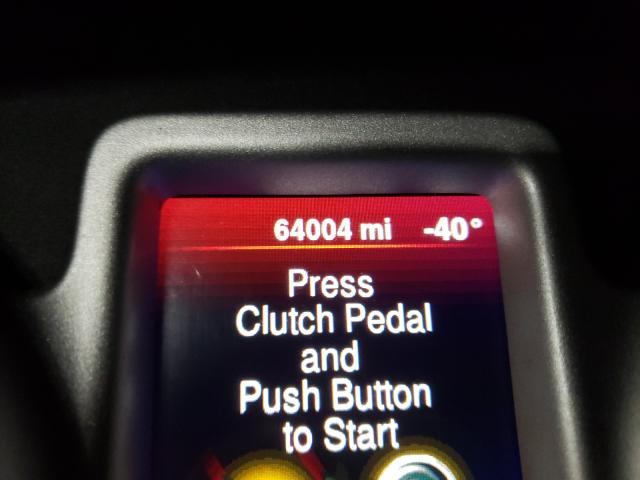 64004 mi -40°
Press
Clutch Pedal
and
Push Button
to Start